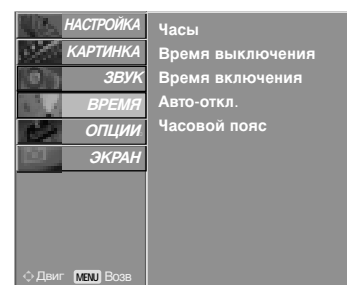 НАСТРОЙКА
КАРТИНКА
ЗВУК
ВРЕМЯ
ОПЦИИ
ЭКРАН
Часы
Время выключения
Время включения
Авто-откл.
Часовой пояс
Двиг MENU Возв